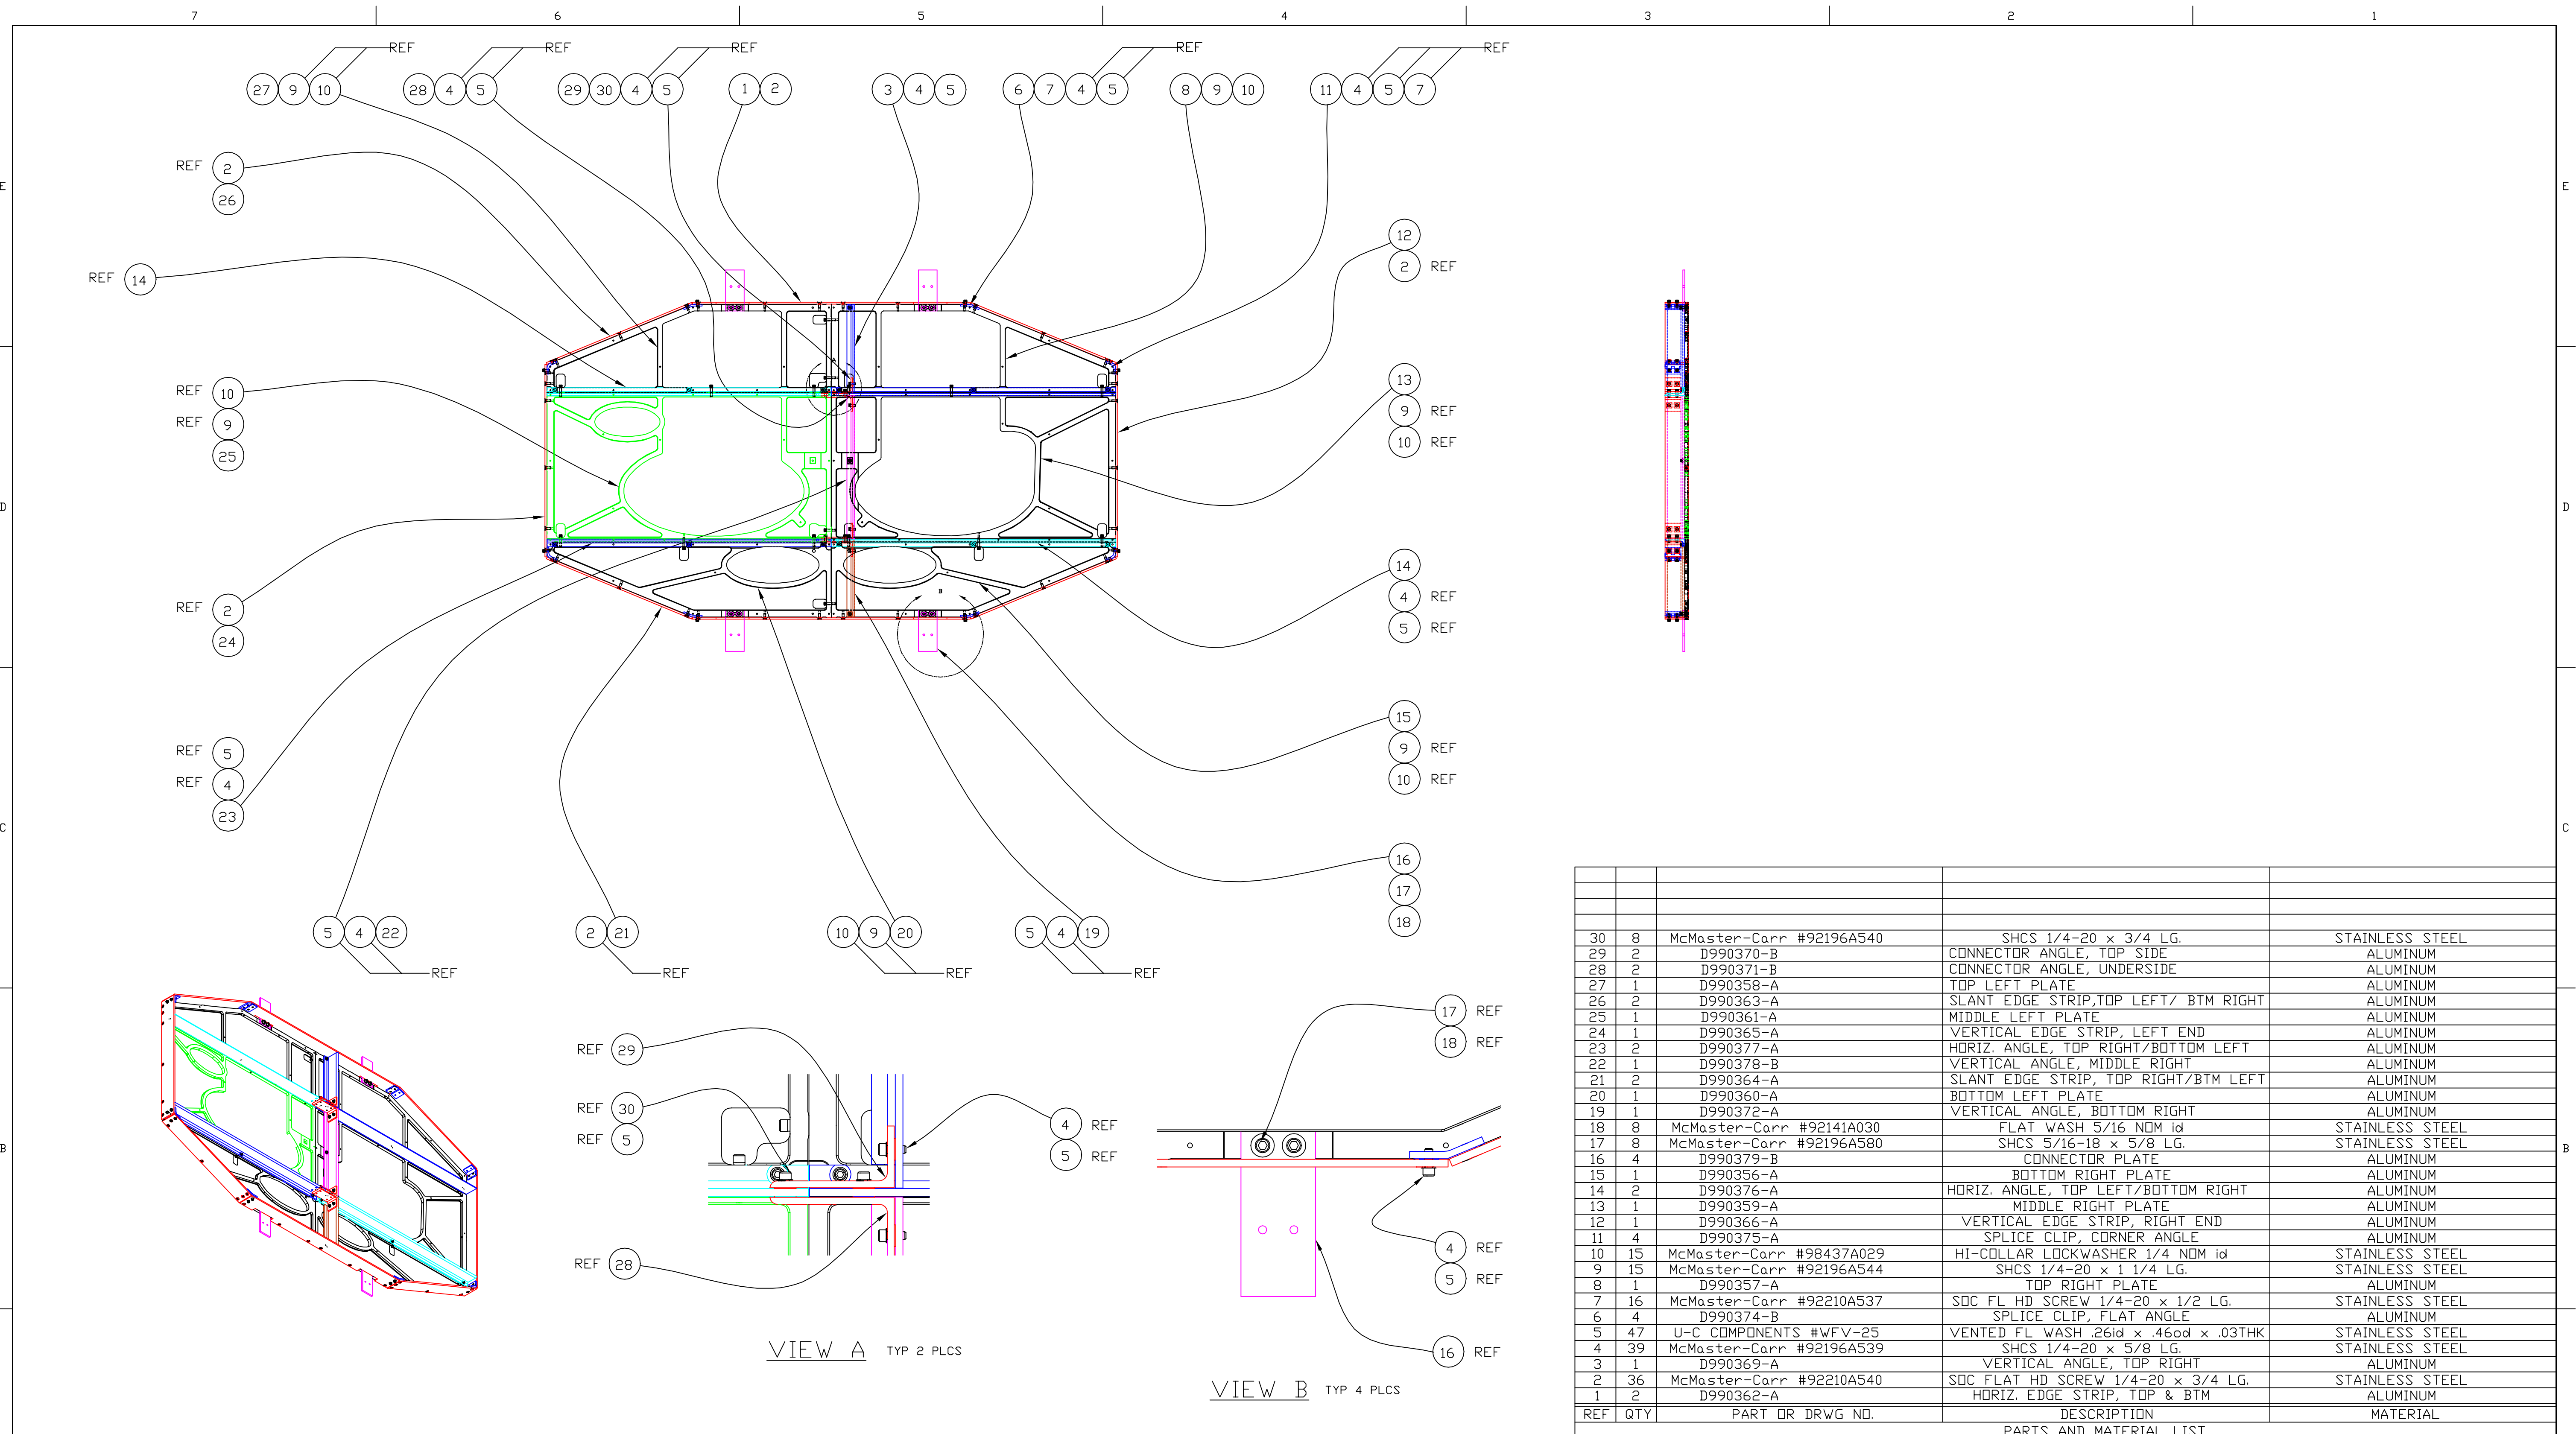 7 6 5 4 3 2 1
REF REF REF REF REF
27 9 10 28 4 5 29 30 4 5 1 2 3 4 5 6 7 4 5 8 9 10 11 4 5 7
REF 2
26
E E
12
2 REF
REF 14
13
9 REF
10 REF
REF 10
REF 9
25
D D
A
B
14
4 REF
5 REF
REF 2
24
15
9 REF
10 REF
REF 5
REF 4
23
C C
16
17
18
5 4 22 2 21 10 9 20 5 4 19
REF REF REF REF
17 REF
18 REF
REF 29
REF 30
REF 5
4 REF
5 REF
REF 28
4 REF
5 REF
16 REF
B B
VIEW A TYP 2 PLCS
VIEW B TYP 4 PLCS
30 8 McMaster-Carr #92196A540 SHCS 1/4-20 x 3/4 LG. STAINLESS STEEL
29 2 D990370-B CONNECTOR ANGLE, TOP SIDE ALUMINUM
28 2 D990371-B CONNECTOR ANGLE, UNDERSIDE ALUMINUM
27 1 D990358-A TOP LEFT PLATE ALUMINUM
26 2 D990363-A SLANT EDGE STRIP,TOP LEFT/ BTM RIGHT ALUMINUM
25 1 D990361-A MIDDLE LEFT PLATE ALUMINUM
24 1 D990365-A VERTICAL EDGE STRIP, LEFT END ALUMINUM
23 2 D990377-A HORIZ. ANGLE, TOP RIGHT/BOTTOM LEFT ALUMINUM
22 1 D990378-B VERTICAL ANGLE, MIDDLE RIGHT ALUMINUM
21 2 D990364-A SLANT EDGE STRIP, TOP RIGHT/BTM LEFT ALUMINUM
20 1 D990360-A BOTTOM LEFT PLATE ALUMINUM
19 1 D990372-A VERTICAL ANGLE, BOTTOM RIGHT ALUMINUM
18 8 McMaster-Carr #92141A030 FLAT WASH 5/16 NOM id STAINLESS STEEL
17 8 McMaster-Carr #92196A580 SHCS 5/16-18 x 5/8 LG. STAINLESS STEEL
16 4 D990379-B CONNECTOR PLATE ALUMINUM
15 1 D990356-A BOTTOM RIGHT PLATE ALUMINUM
14 2 D990376-A HORIZ. ANGLE, TOP LEFT/BOTTOM RIGHT ALUMINUM
13 1 D990359-A MIDDLE RIGHT PLATE ALUMINUM
12 1 D990366-A VERTICAL EDGE STRIP, RIGHT END ALUMINUM
11 4 D990375-A SPLICE CLIP, CORNER ANGLE ALUMINUM
10 15 McMaster-Carr #98437A029 HI-COLLAR LOCKWASHER 1/4 NOM id STAINLESS STEEL
9 15 McMaster-Carr #92196A544 SHCS 1/4-20 x 1 1/4 LG. STAINLESS STEEL
8 1 D990357-A TOP RIGHT PLATE ALUMINUM
7 16 McMaster-Carr #92210A537 SOC FL HD SCREW 1/4-20 x 1/2 LG. STAINLESS STEEL
6 4 D990374-B SPLICE CLIP, FLAT ANGLE ALUMINUM
5 47 U-C COMPONENTS #WFV-25 VENTED FL WASH .26id x .46od x .03THK STAINLESS STEEL
4 39 McMaster-Carr #92196A539 SHCS 1/4-20 x 5/8 LG. STAINLESS STEEL
3 1 D990369-A VERTICAL ANGLE, TOP RIGHT ALUMINUM
2 36 McMaster-Carr #92210A540 SOC FLAT HD SCREW 1/4-20 x 3/4 LG. STAINLESS STEEL
1 2 D990362-A HORIZ. EDGE STRIP, TOP & BTM ALUMINUM
REF QTY PART OR DRWG NO. DESCRIPTION MATERIAL
PARTS AND MATERIAL LIST